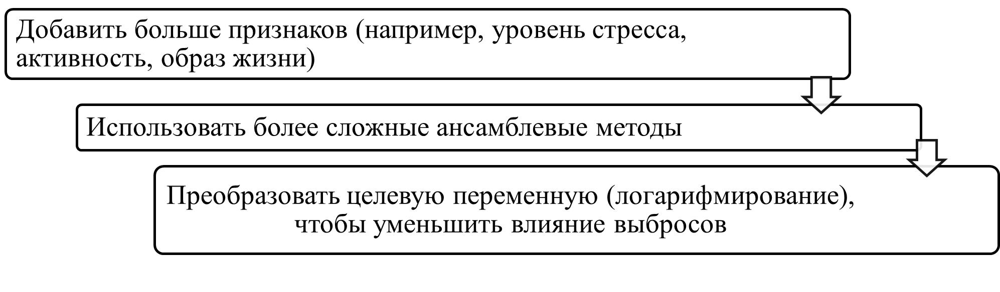 Добавить больше признаков (например, уровень стресса,
активность, образ жизни)
Использовать более сложные ансамблевые методы
Преобразовать целевую переменную (логарифмирование),
чтобы уменьшить влияние выбросов